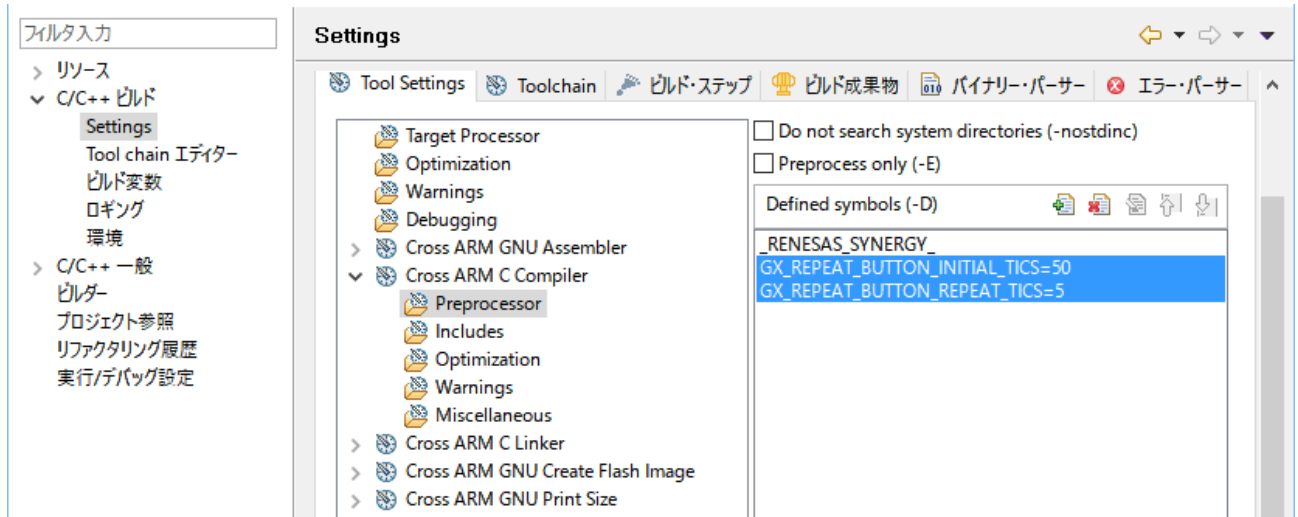 フィルタ入力
リソース
C/C++ ビルド
Settings
Tool chain エディター
ビルド変数
ロギング
環境
C/C++ 一般
ビルダー
プロジェクト参照
リファクタリング履歴
実行/デバッグ設定
Settings
Tool Settings
Toolchain
ビルド・ステップ
ビルド成果物
バイナリー・パーサー
エラー・パーサー
Target Processor
Optimization
Warnings
Debugging
Cross ARM GNU Assembler
Cross ARM C Compiler
Preprocessor
Includes
Optimization
Warnings
Miscellaneous
Cross ARM C Linker
Cross ARM GNU Create Flash Image
Cross ARM GNU Print Size
Do not search system directories (-nostdinc)
Preprocess only (-E)
Defined symbols (-D)
_RENESAS_SYNERGY_
GX_REPEAT_BUTTON_INITIAL_TICS=50
GX_REPEAT_BUTTON_REPEAT_TICS=5